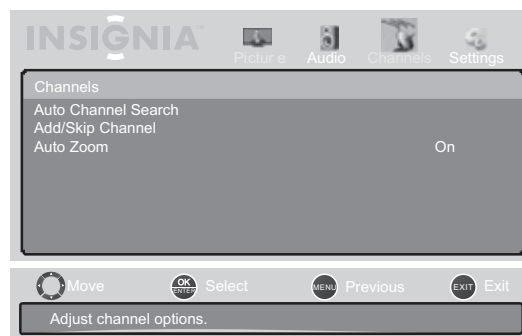 INSIGNIA™
Picture Audio Channels Settings
Channels
Auto Channel Search
Add/Skip Channel
Auto Zoom On
Move OK ENTER Select MENU Previous EXIT Exit
Adjust channel options.